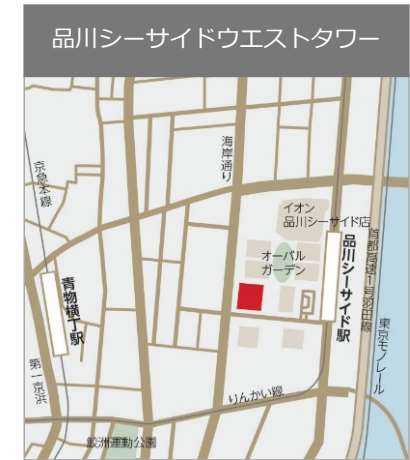 品川シーサイドウエストタワー
海岸通り
京急本線
イオン
品川シーサイド店
オーバル
ガーデン
品川シーサイド駅
首都高速1号羽田線
青物横丁駅
東京モノレール
第一京浜
りんかい線
鮫洲運動公園